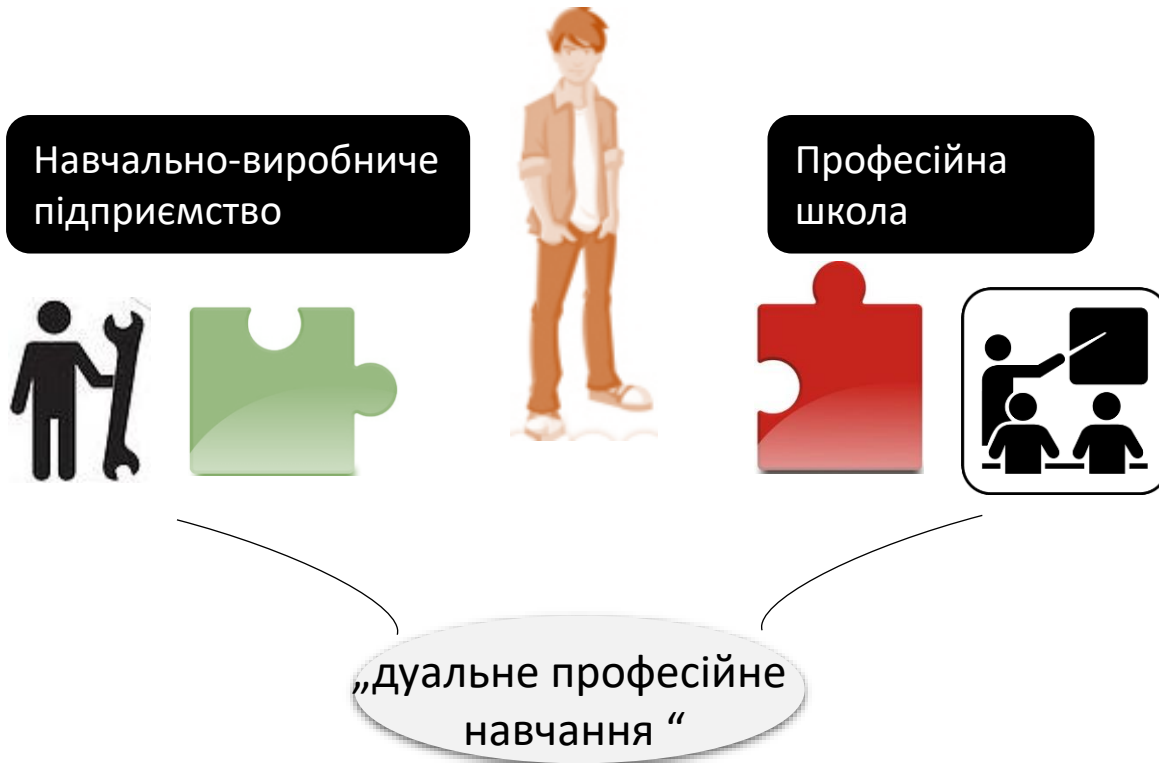 Навчально-виробниче
підприємство
Професійна
школа
„дуальне професійне
навчання “